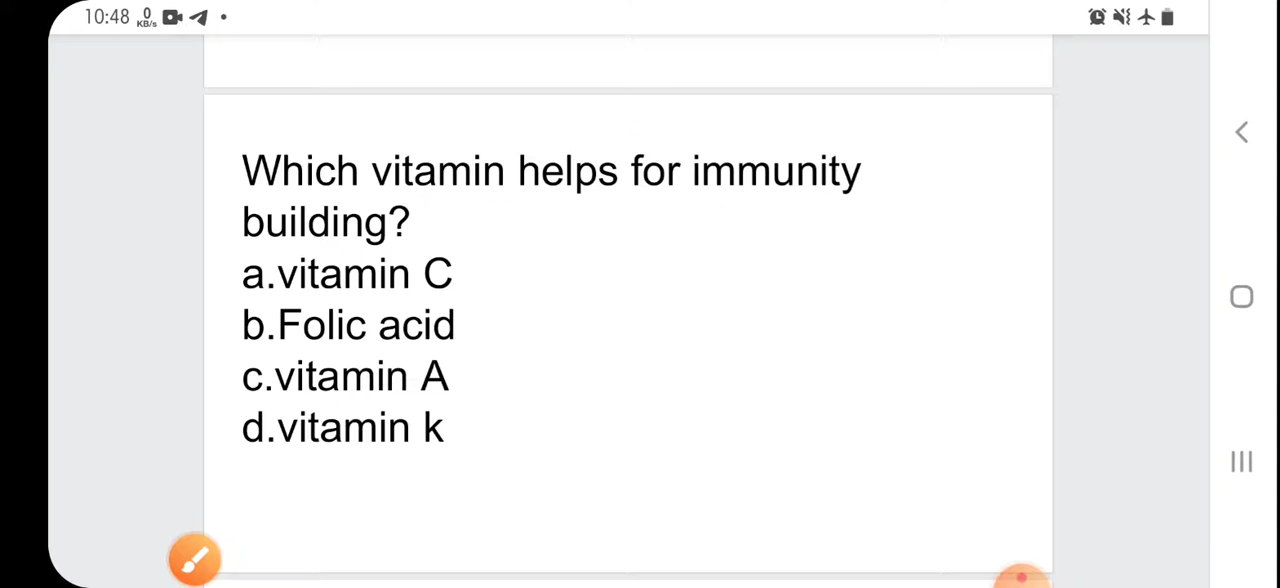 10:48 0 KB/s
Which vitamin helps for immunity
building?
a.vitamin C
b.Folic acid
c.vitamin A
d.vitamin k